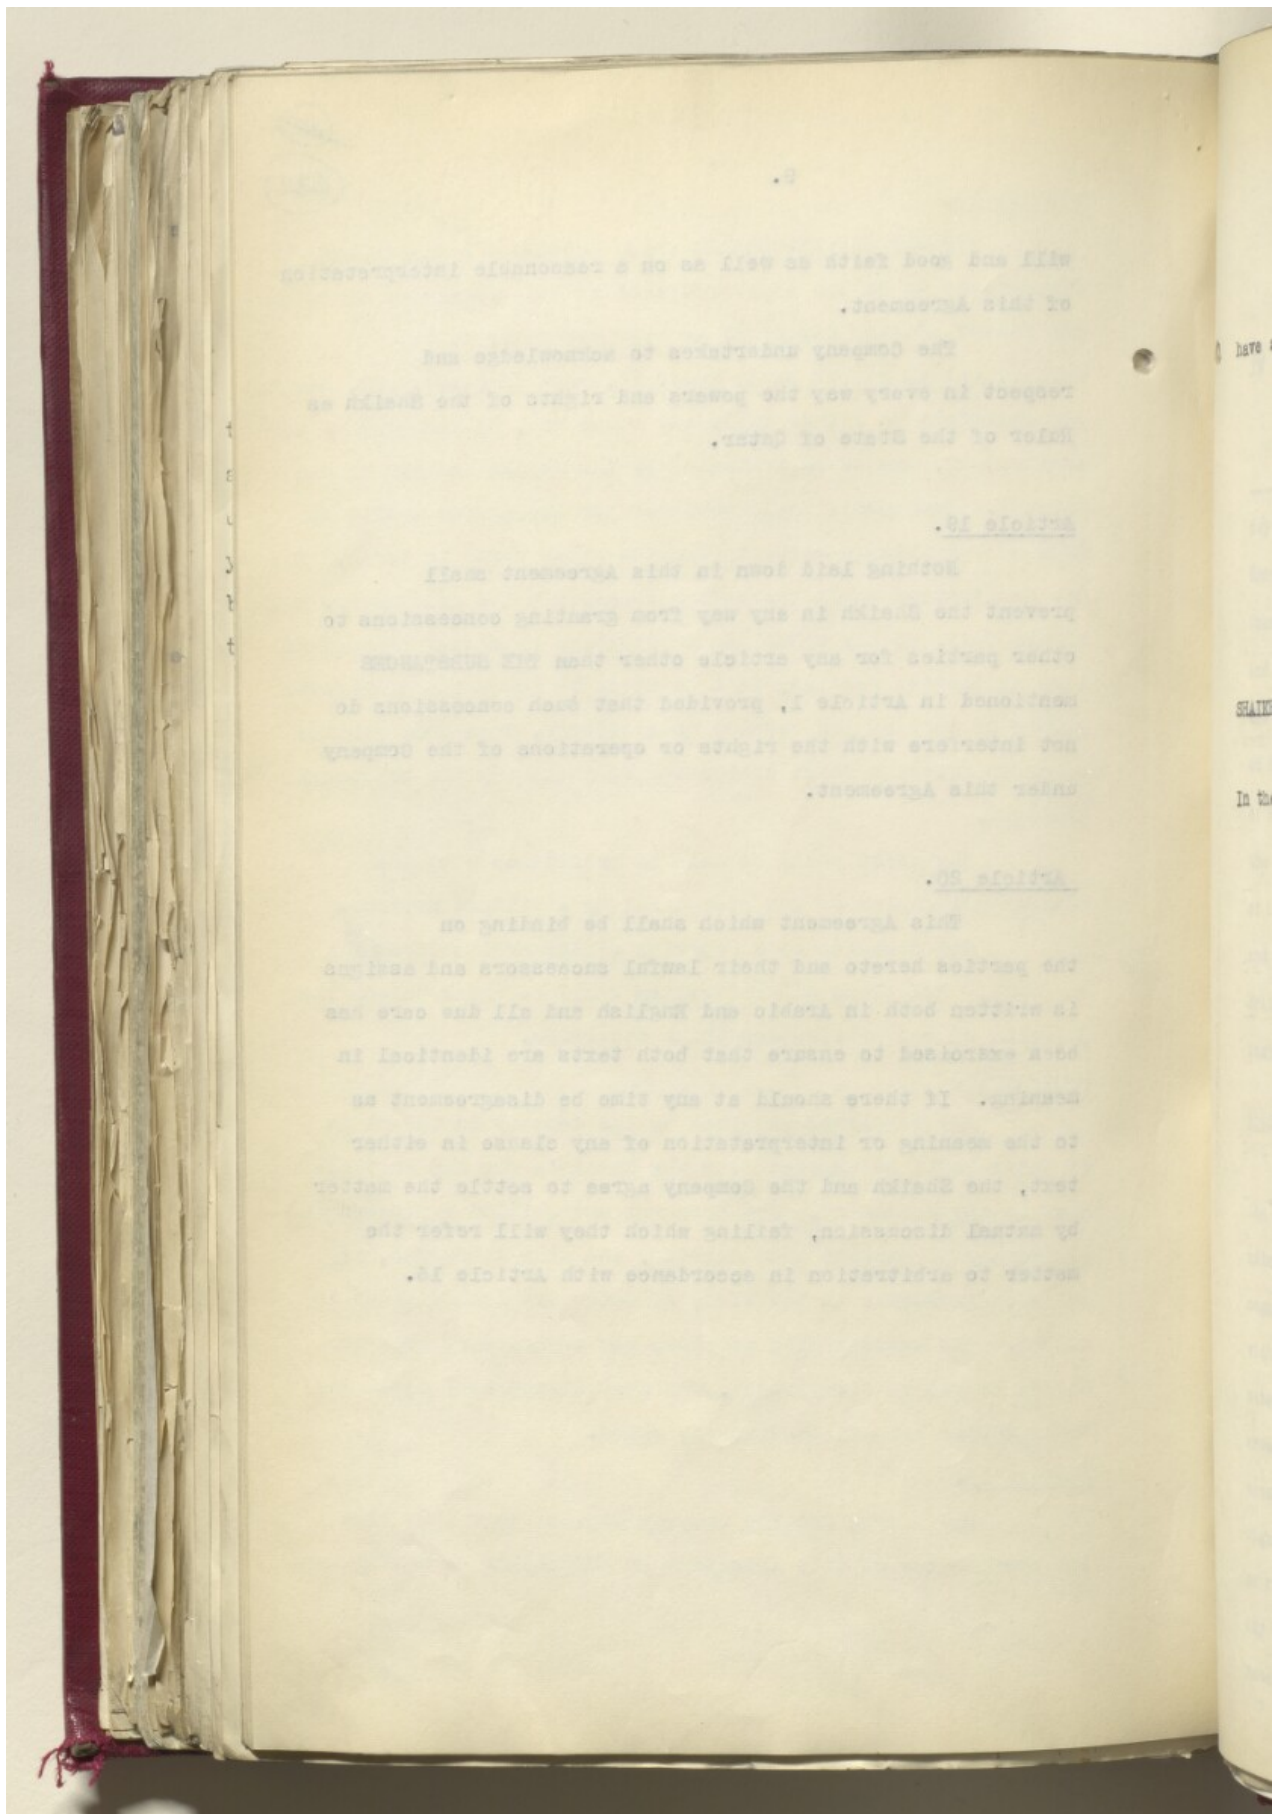 9.
will and good faith as well as on a reasonable interpretation
of this Agreement.
The Company undertakes to acknowledge and
respect in every way the powers and rights of the Shaikh as
Ruler of the State of Qatar.
Article 19.
Nothing laid down in this Agreement shall
prevent the Shaikh in any way from granting concessions to
other parties for any article other than THE SUBSTANCES
mentioned in Article 1, provided that such concessions do
not interfere with the rights or operations of the Company
under this Agreement.
Article 20.
This Agreement which shall be binding on
the parties hereto and their lawful successors and assigns
is written both in Arabic and English and all due care has
been exercised to ensure that both texts are identical in
meaning. If there should at any time be disagreement as
to the meaning or interpretation of any clause in either
text, the Shaikh and the Company agree to settle the matter
by mutual discussion, failing which they will refer the
matter to arbitration in accordance with Article 16.
have
SHAIKH
In the